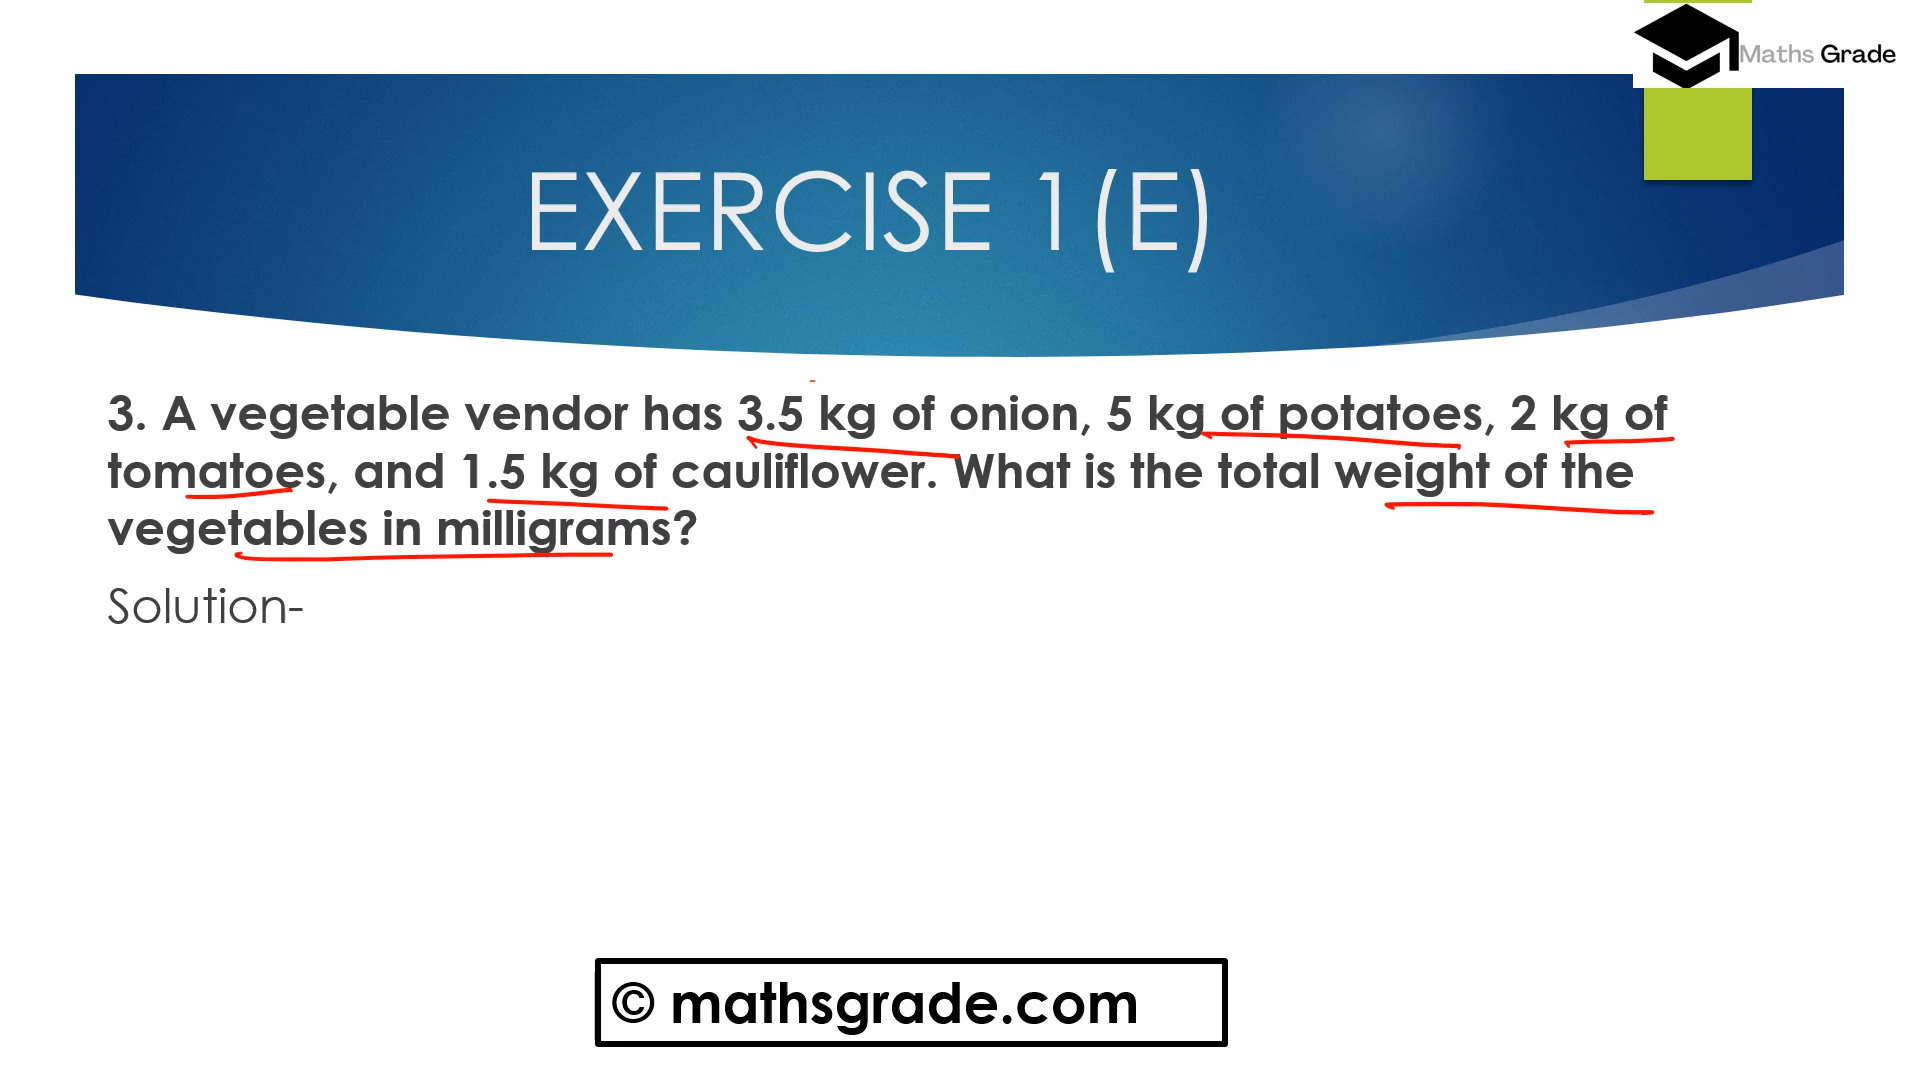 Maths Grade
EXERCISE 1(E)
3. A vegetable vendor has 3.5 kg of onion, 5 kg of potatoes, 2 kg of
tomatoes, and 1.5 kg of cauliflower. What is the total weight of the
vegetables in milligrams?
Solution-
© mathsgrade.com